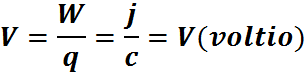 V = W/q = j/c = V(voltio)